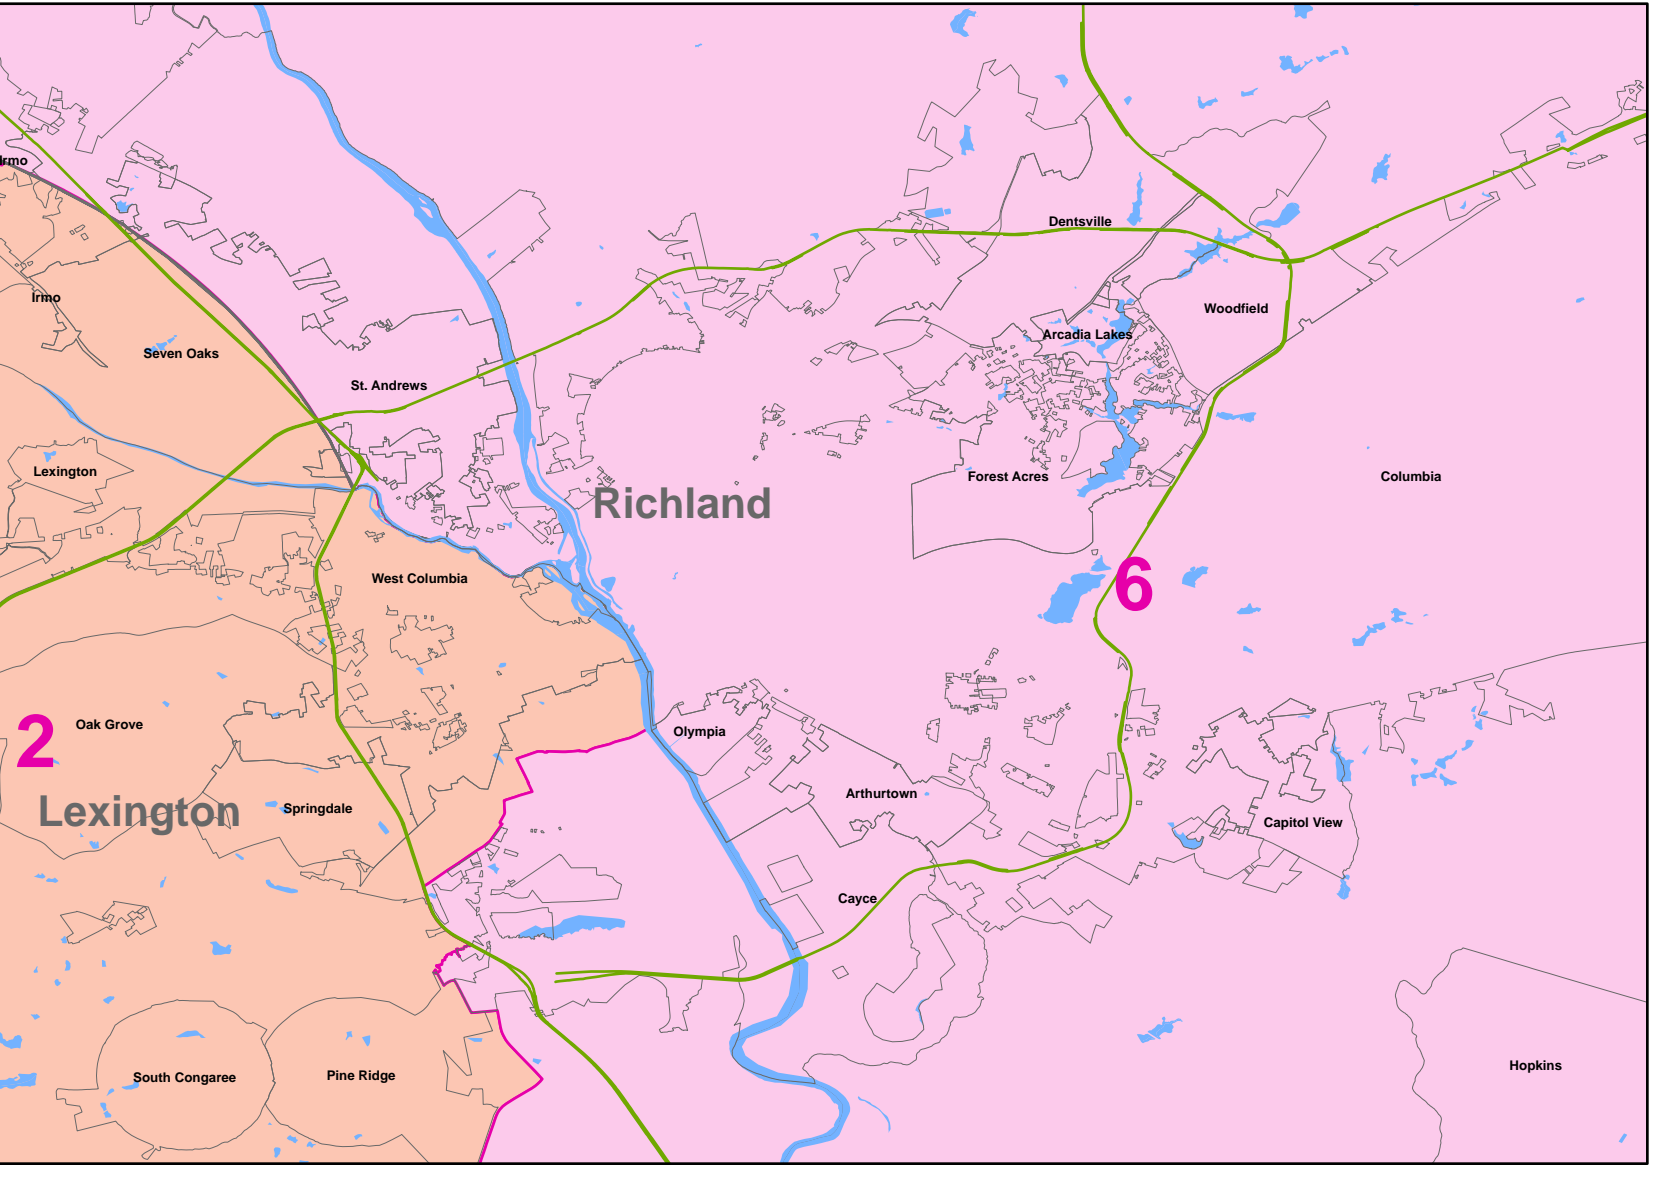 Irmo
Dentsville
Irmo
Woodfield
Arcadia Lakes
Seven Oaks
St. Andrews
Lexington
Forest Acres
Columbia
Richland
West Columbia
6
Oak Grove
2
Olympia
Arthurtown
Lexington
Springdale
Capitol View
Cayce
Hopkins
South Congaree
Pine Ridge